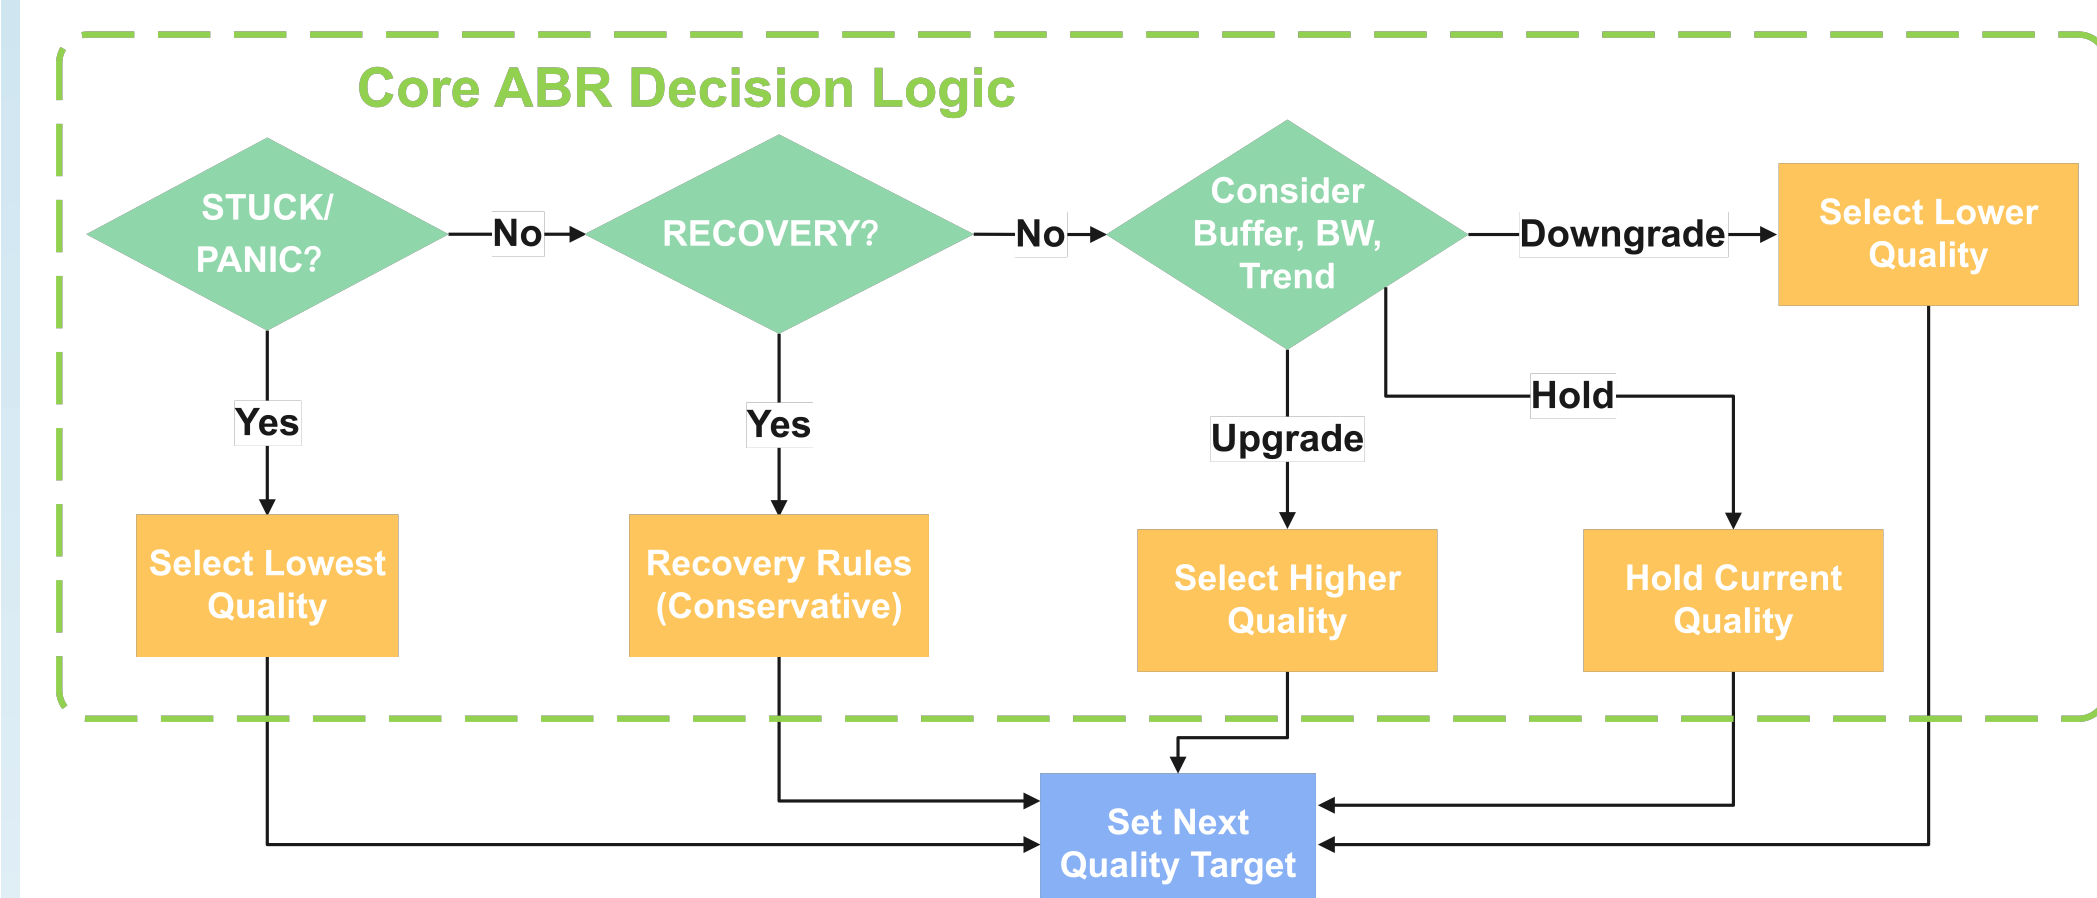 Core ABR Decision Logic
STUCK/
PANIC?
No
RECOVERY?
No
Consider
Buffer, BW,
Trend
Downgrade
Select Lower
Quality
Yes
Yes
Upgrade
Hold
Select Lowest
Quality
Recovery Rules
(Conservative)
Select Higher
Quality
Hold Current
Quality
Set Next
Quality Target